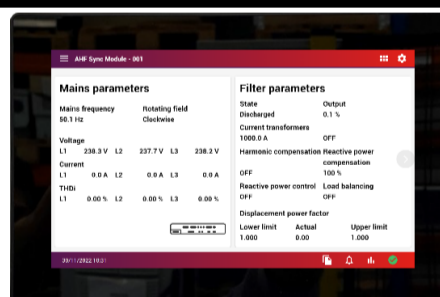 AHF Sync Module - 001
Mains parameters
Mains frequency Rotating field
50.1 Hz Clockwise
Voltage
L1 238.3 V L2 237.7 V L3 238.2 V
Current
L1 0.0 A L2 0.0 A L3 0.0 A
THDi
L1 0.00 % L2 0.00 % L3 0.00 %
Filter parameters
State Output
Discharged 0.1 %
Current transformers
1000.0 A OFF
Harmonic compensation Reactive power compensation
OFF 100 %
Reactive power control Load balancing
OFF OFF
Displacement power factor
Lower limit Actual Upper limit
1.000 0.00 1.000
30/11/2022 10:31